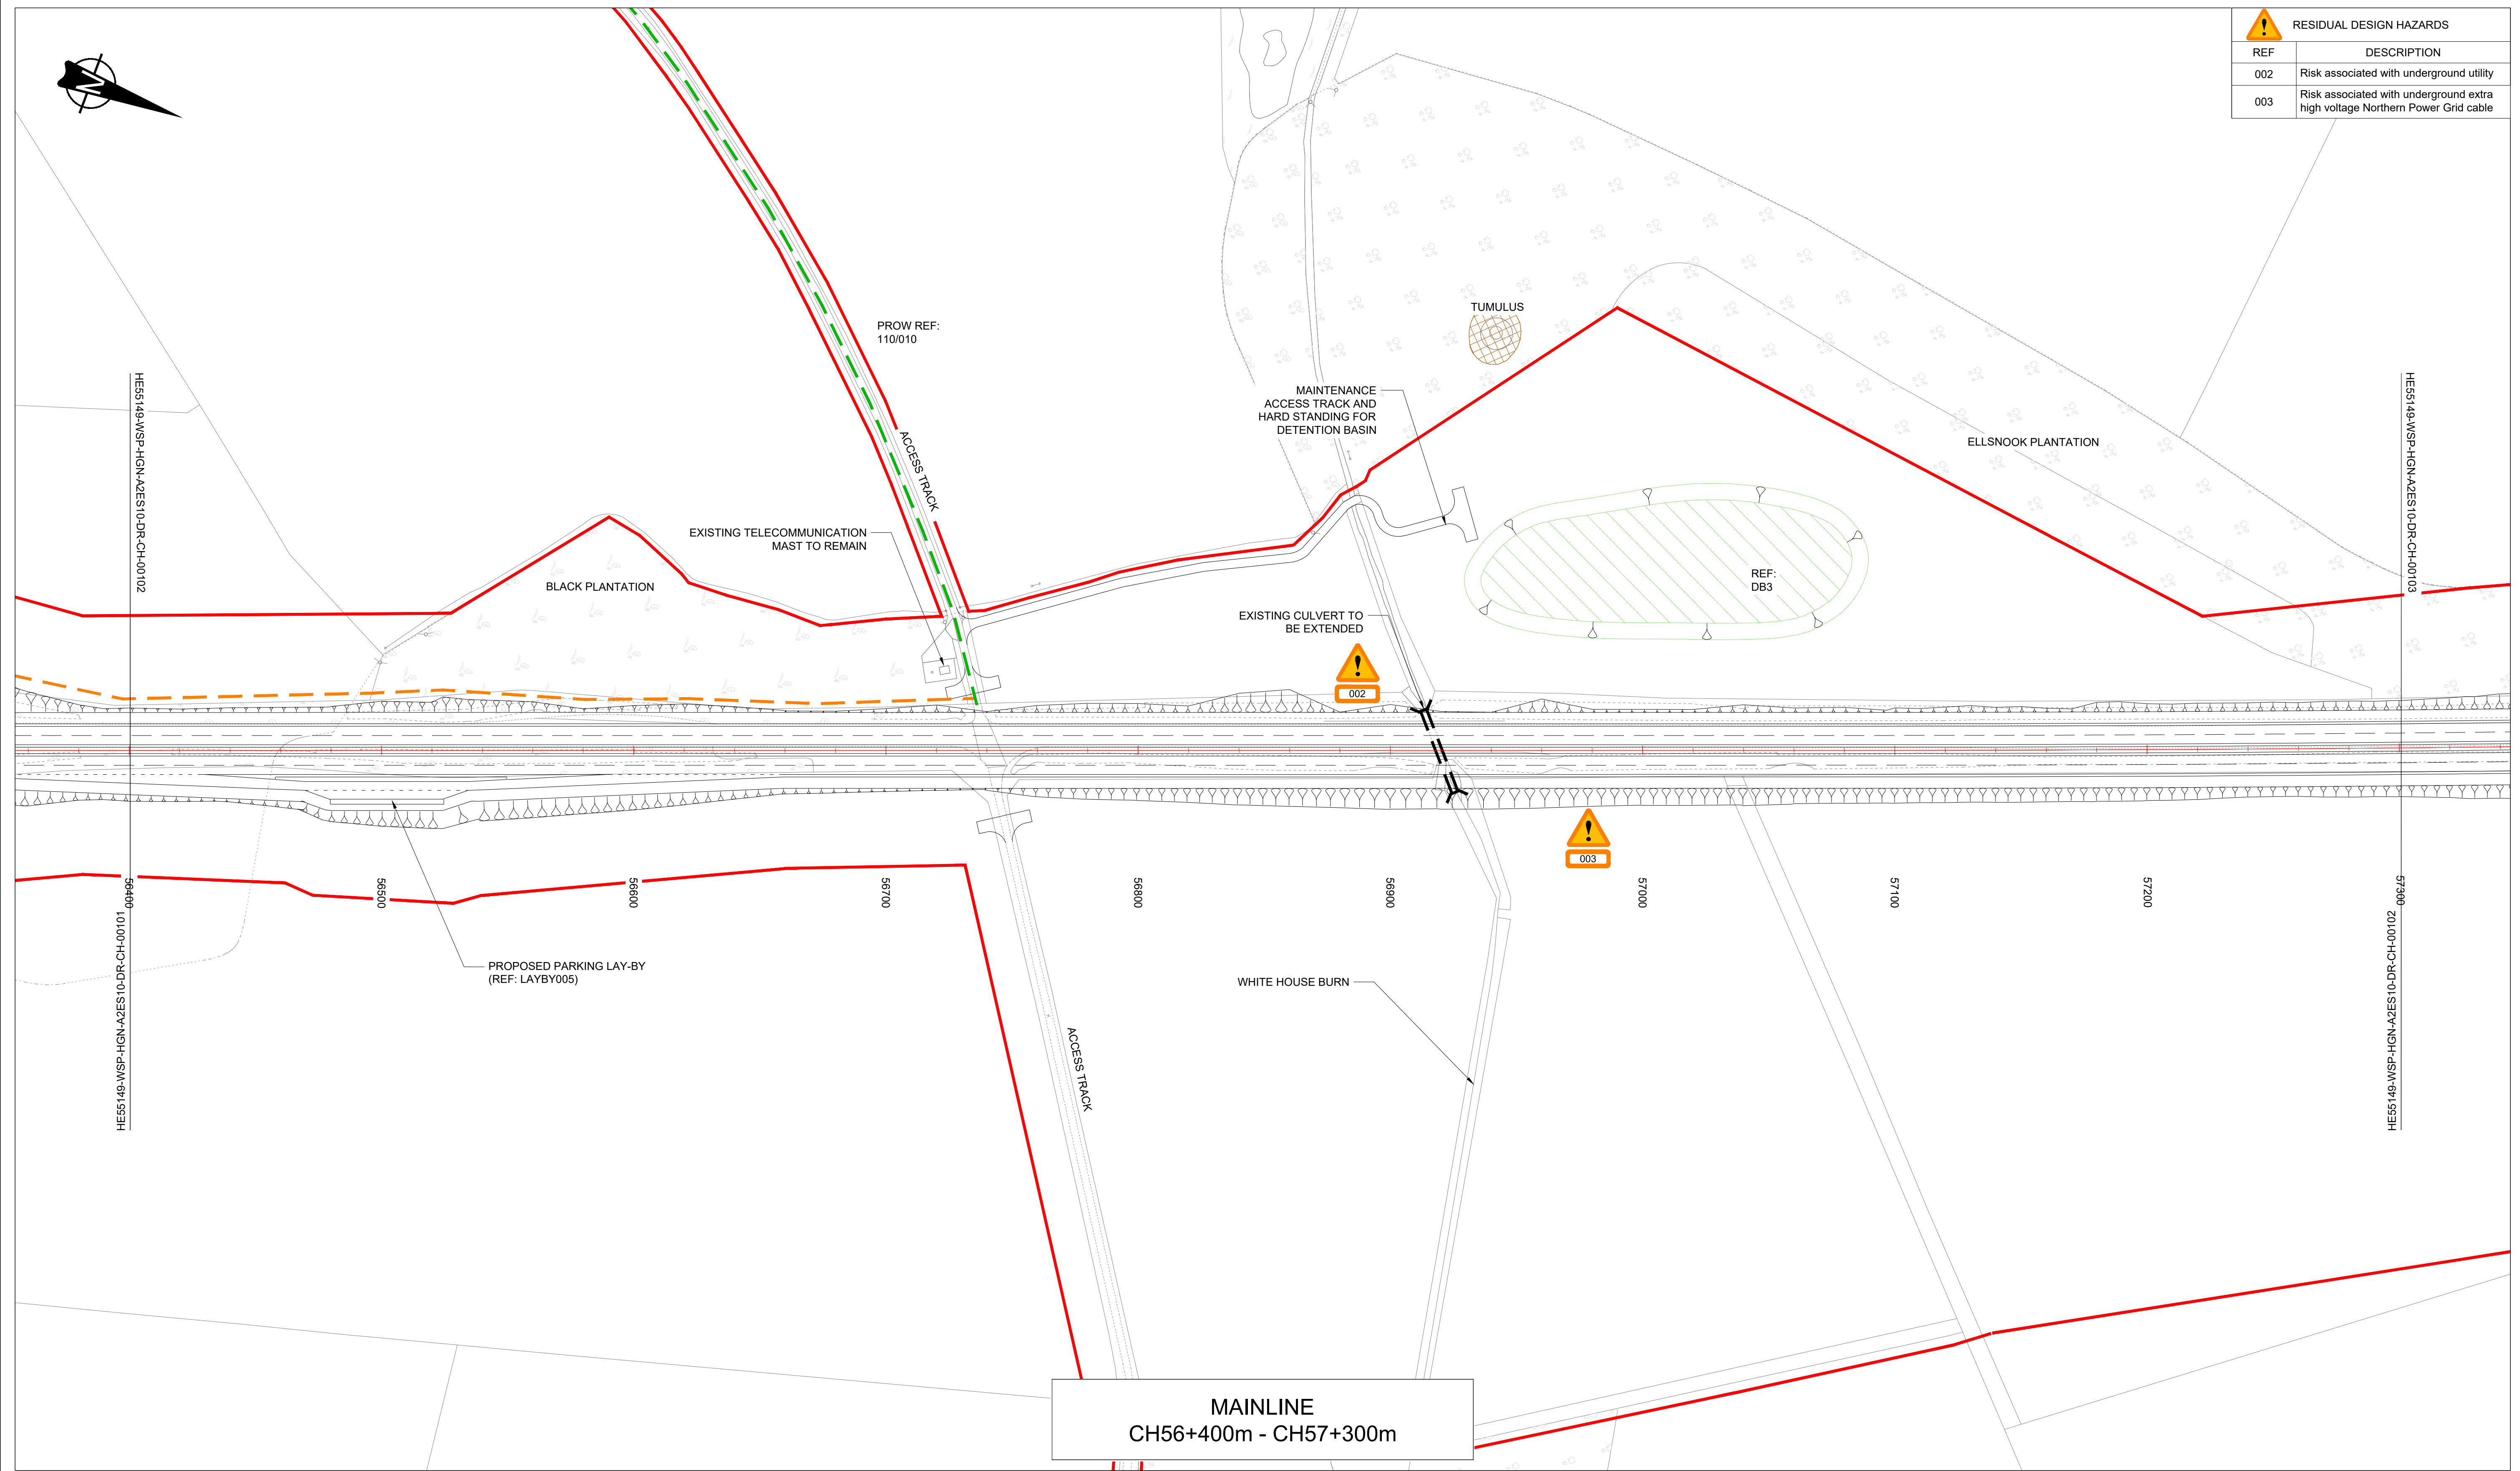 RESIDUAL DESIGN HAZARDS
REF DESCRIPTION
002 Risk associated with underground utility
003 Risk associated with underground extra
high voltage Northern Power Grid cable
N
PROW REF:
110/010
TUMULUS
MAINTENANCE
ACCESS TRACK AND
HARD STANDING FOR
DETENTION BASIN
HE55149-WSP-HGN-A2ES10-DR-CH-00102
HE55149-WSP-HGN-A2ES10-DR-CH-00103
ELLSNOOK PLANTATION
ACCESS TRACK
EXISTING TELECOMMUNICATION
MAST TO REMAIN
BLACK PLANTATION
REF:
DB3
EXISTING CULVERT TO
BE EXTENDED
002
003
56400
56500
56600
56700
56800
56900
57000
57100
57200
57300
HE55149-WSP-HGN-A2ES10-DR-CH-00101
HE55149-WSP-HGN-A2ES10-DR-CH-00102
PROPOSED PARKING LAY-BY
(REF: LAYBY005)
WHITE HOUSE BURN
ACCESS TRACK
MAINLINE
CH56+400m - CH57+300m